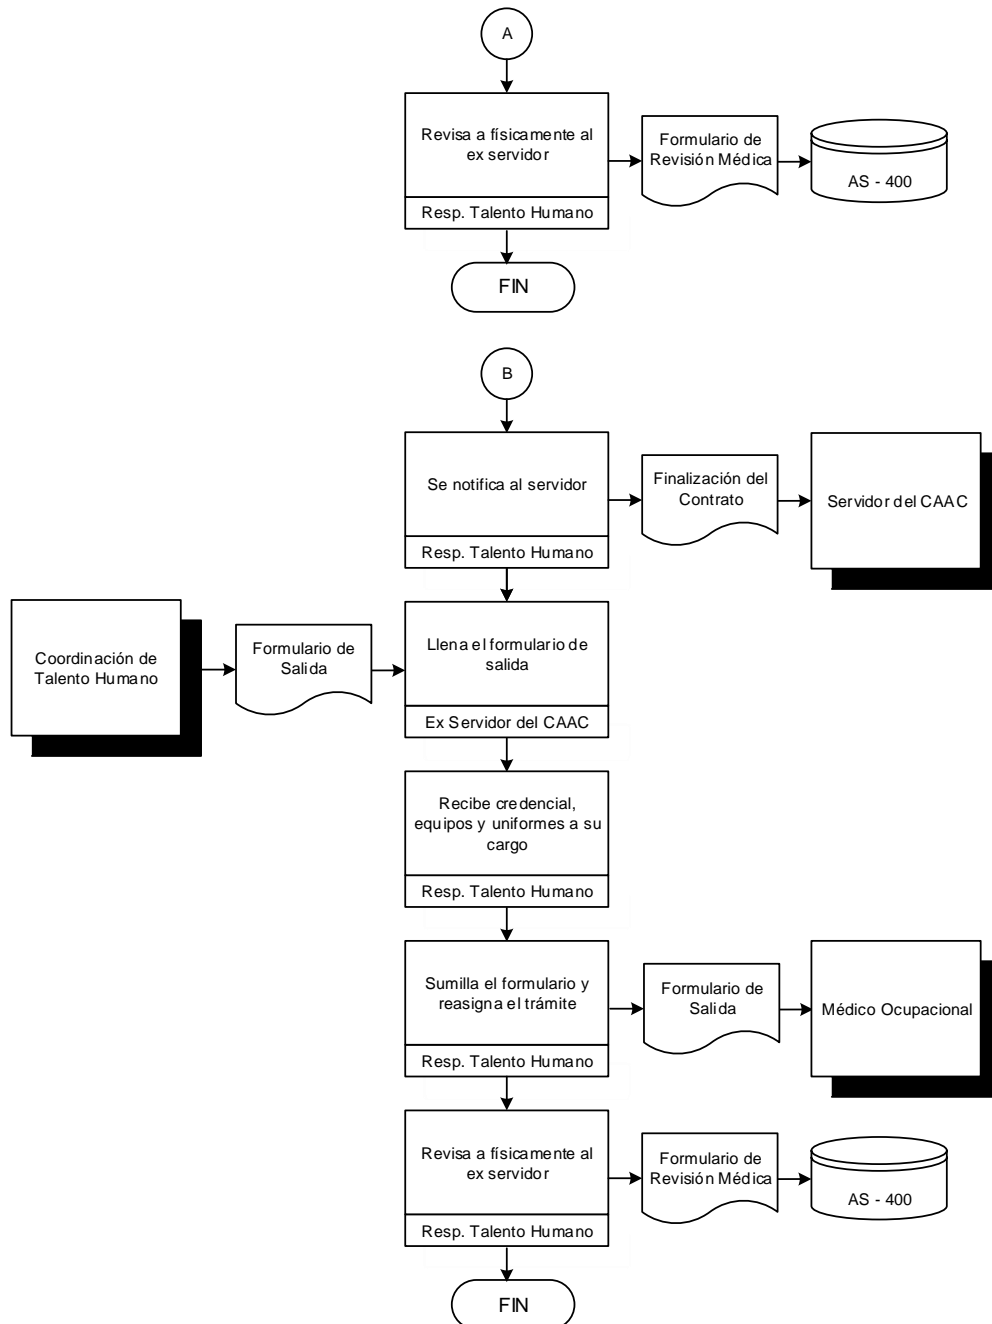 A
Revisa a físicamente al
ex servidor
Resp. Talento Humano
Formulario de
Revisión Médica
AS - 400
FIN
B
Se notifica al servidor
Resp. Talento Humano
Finalización del
Contrato
Servidor del CAAC
Coordinación de
Talento Humano
Formulario de
Salida
Llena el formulario de
salida
Ex Servidor del CAAC
Recibe credencial,
equipos y uniformes a su
cargo
Resp. Talento Humano
Sumilla el formulario y
reasigna el trámite
Resp. Talento Humano
Formulario de
Salida
Médico Ocupacional
Revisa a físicamente al
ex servidor
Resp. Talento Humano
Formulario de
Revisión Médica
AS - 400
FIN